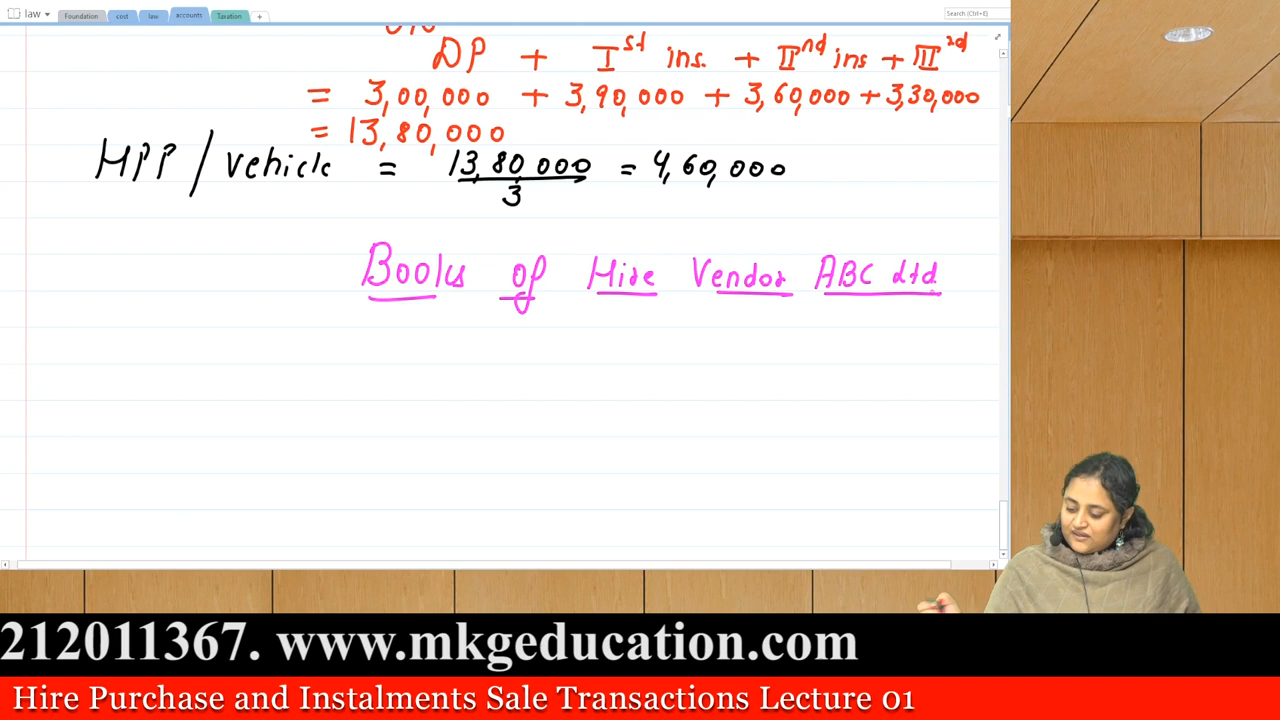 law
Foundation cost law accounts Taxation +
Search (Ctrl+E)
DP + Ist ins. + IInd ins + III2rd
= 3,00,000 + 3,90,000 + 3,60,000 + 3,30,000
= 13,80,000
HPP / vehicle = 13,80,000 = 4,60,000
3
Books of Hire Vendor ABC Ltd
212011367. www.mkgeducation.com
Hire Purchase and Instalments Sale Transactions Lecture 01